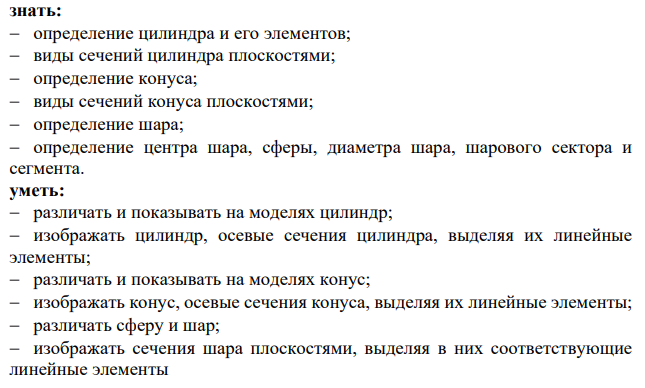 знать:
– определение цилиндра и его элементов;
– виды сечений цилиндра плоскостями;
– определение конуса;
– виды сечений конуса плоскостями;
– определение шара;
– определение центра шара, сферы, диаметра шара, шарового сектора и
сегмента.
уметь:
– различать и показывать на моделях цилиндр;
– изображать цилиндр, осевые сечения цилиндра, выделяя их линейные
элементы;
– различать и показывать на моделях конус;
– изображать конус, осевые сечения конуса, выделяя их линейные элементы;
– различать сферу и шар;
– изображать сечения шара плоскостями, выделяя в них соответствующие
линейные элементы